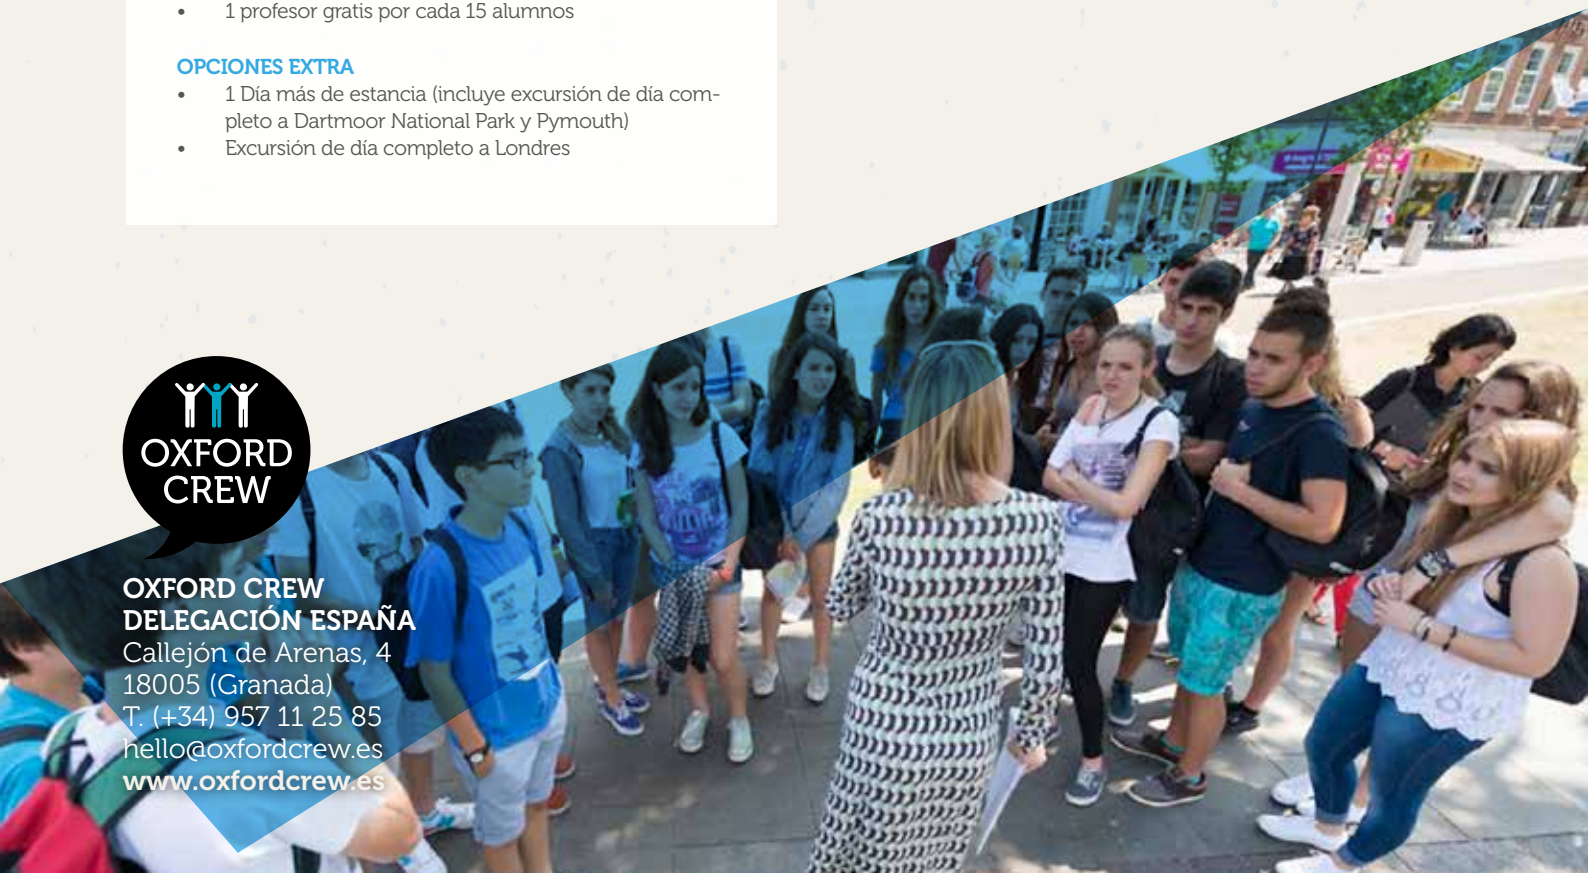 • 1 profesor gratis por cada 15 alumnos
OPCIONES EXTRA
• 1 Día más de estancia (incluye excursión de día com-
pleto a Dartmoor National Park y Pymouth)
• Excursión de día completo a Londres
OXFORD
CREW
OXFORD CREW
DELEGACIÓN ESPAÑA
Callejón de Arenas, 4
18005 (Granada)
T. (+34) 957 11 25 85
hello@oxfordcrew.es
www.oxfordcrew.es